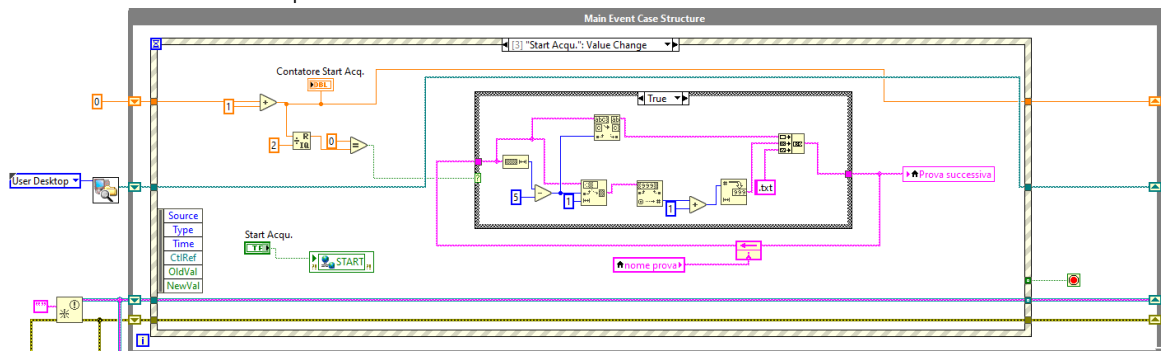 Main Event Case Structure
[3] "Start Acqu.": Value Change
Contatore Start Acq.
DBL
True
0
1
2
R
IQ
0
=
5
1
1
.txt
Prova successiva
User Desktop
Source
Type
Time
CtlRef
OldVal
NewVal
Start Acqu.
TF
START
nome prova
i